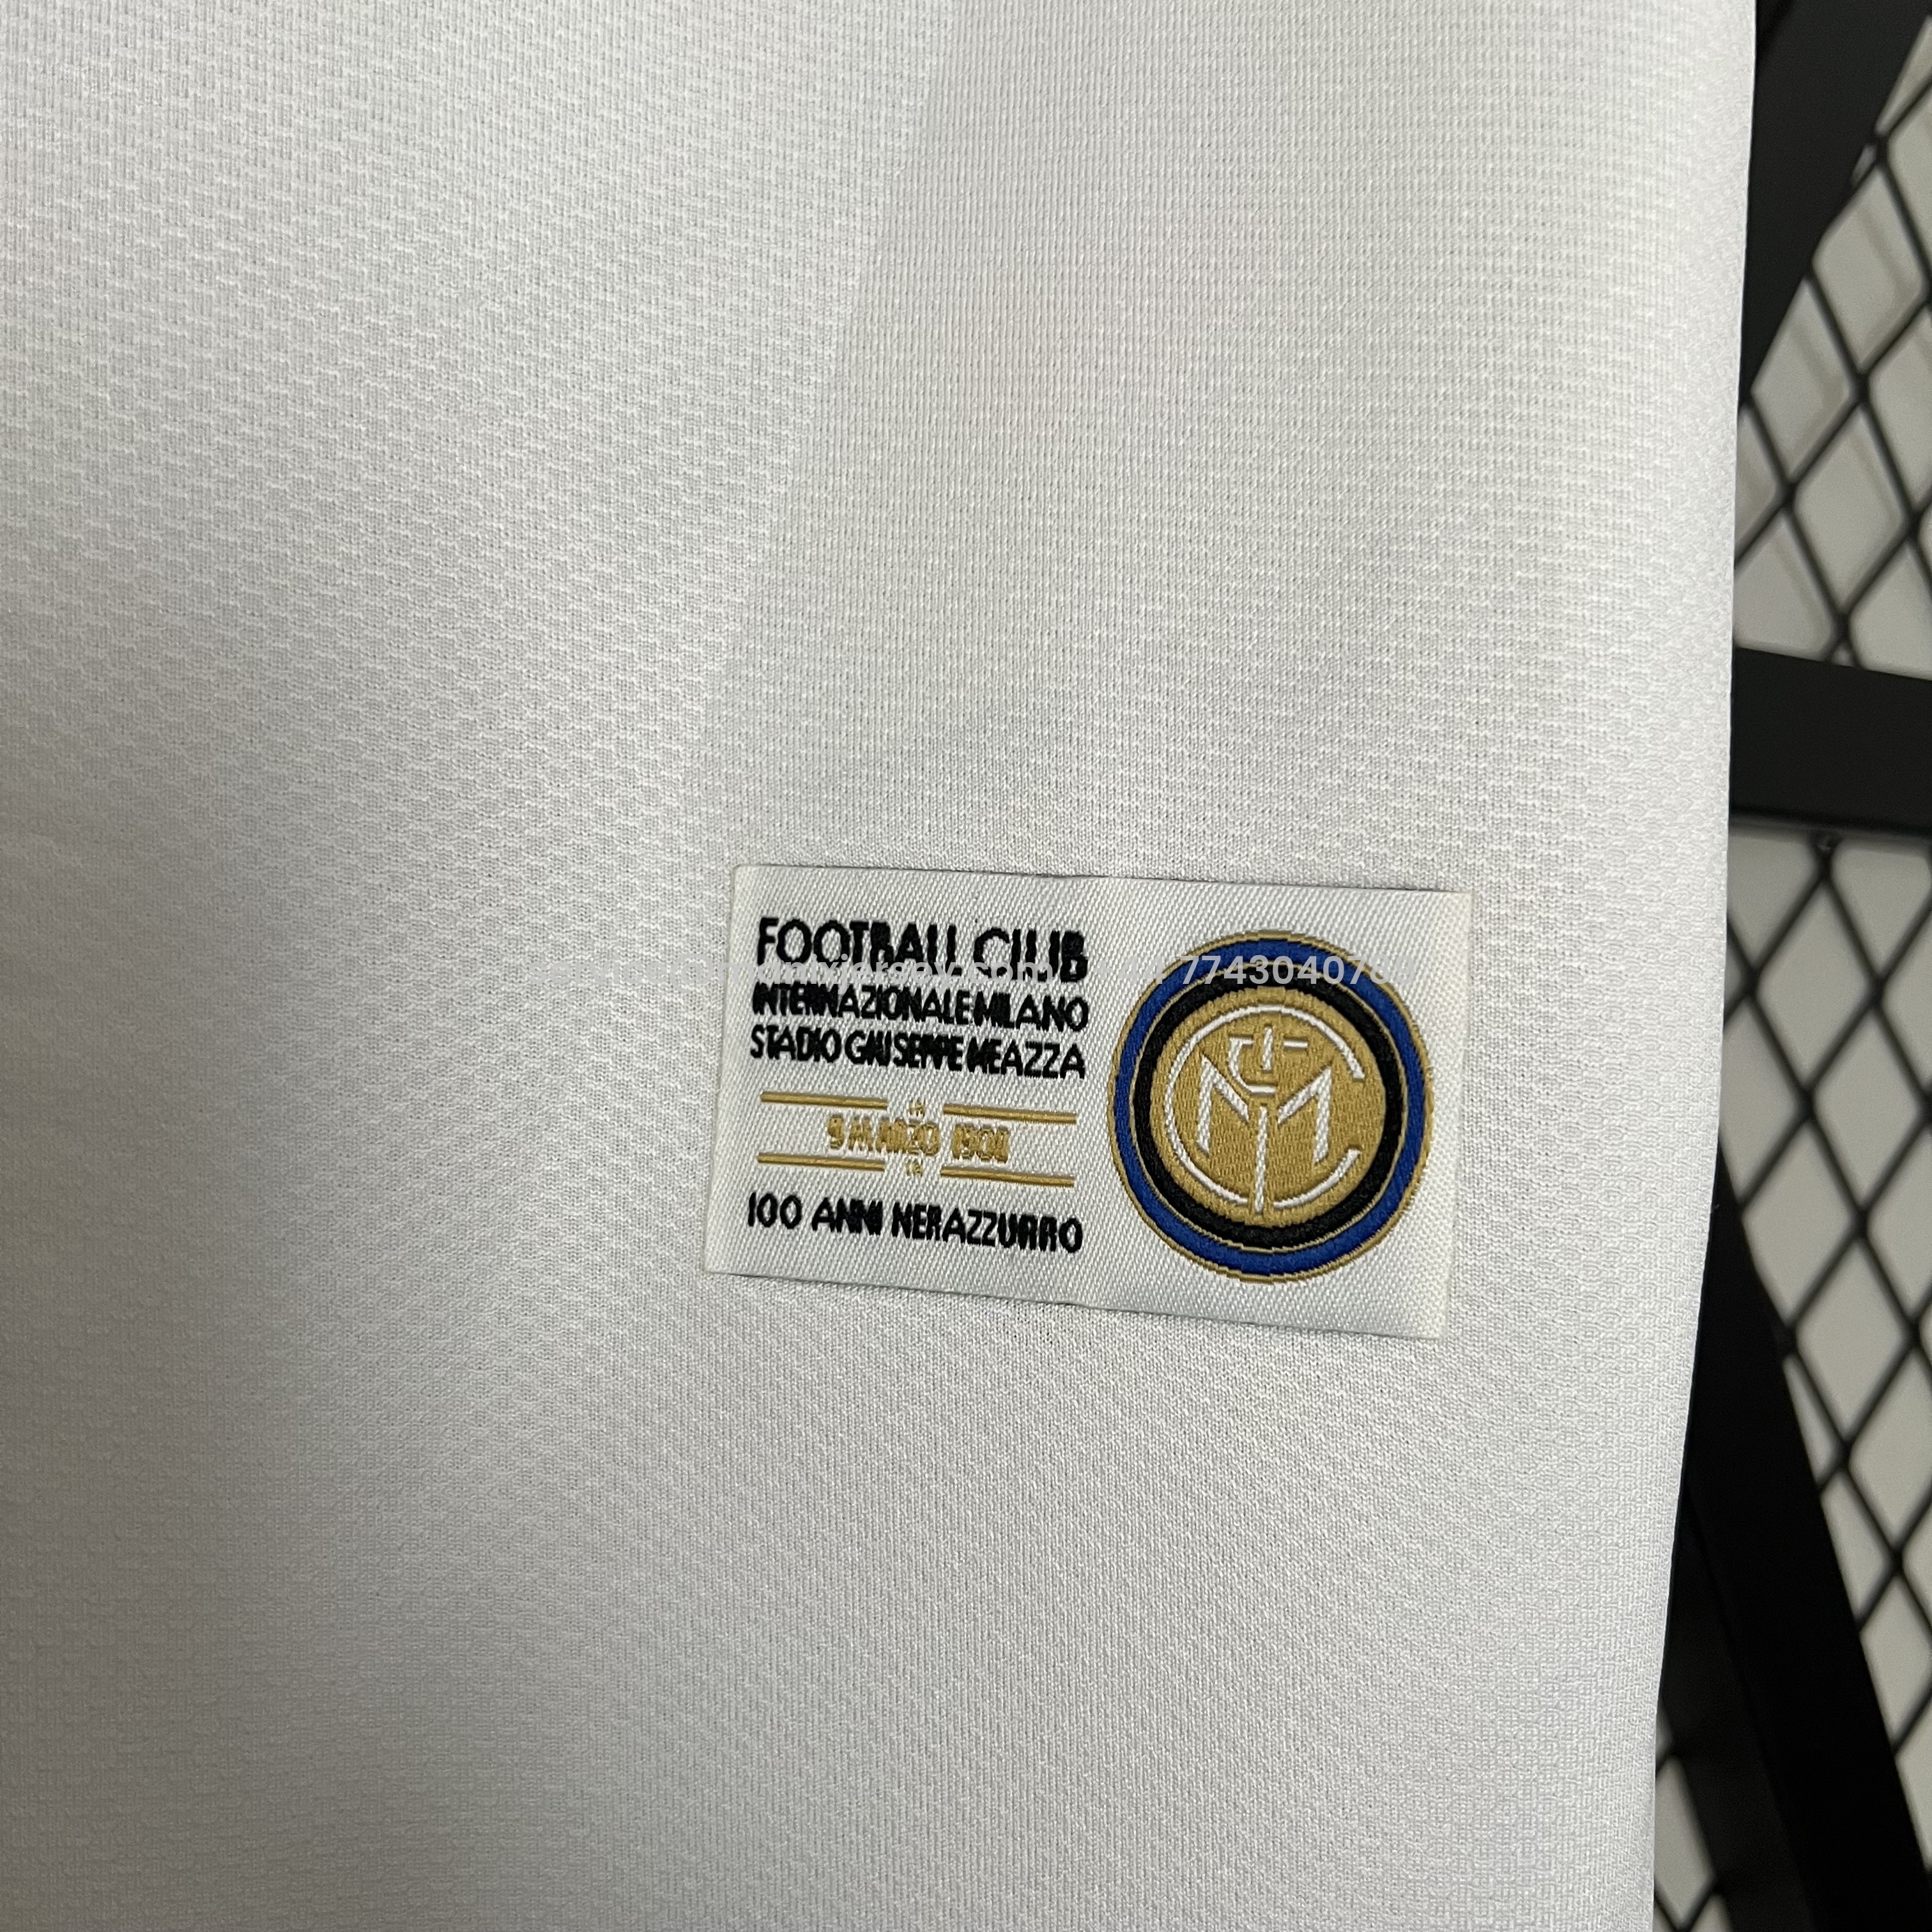 FOOTBALL CLUB
INTERNAZIONALE MILANO
STADIO GIUSEPPE MEAZZA
9 MARZO 1908
100 ANNI NERAZZURRO